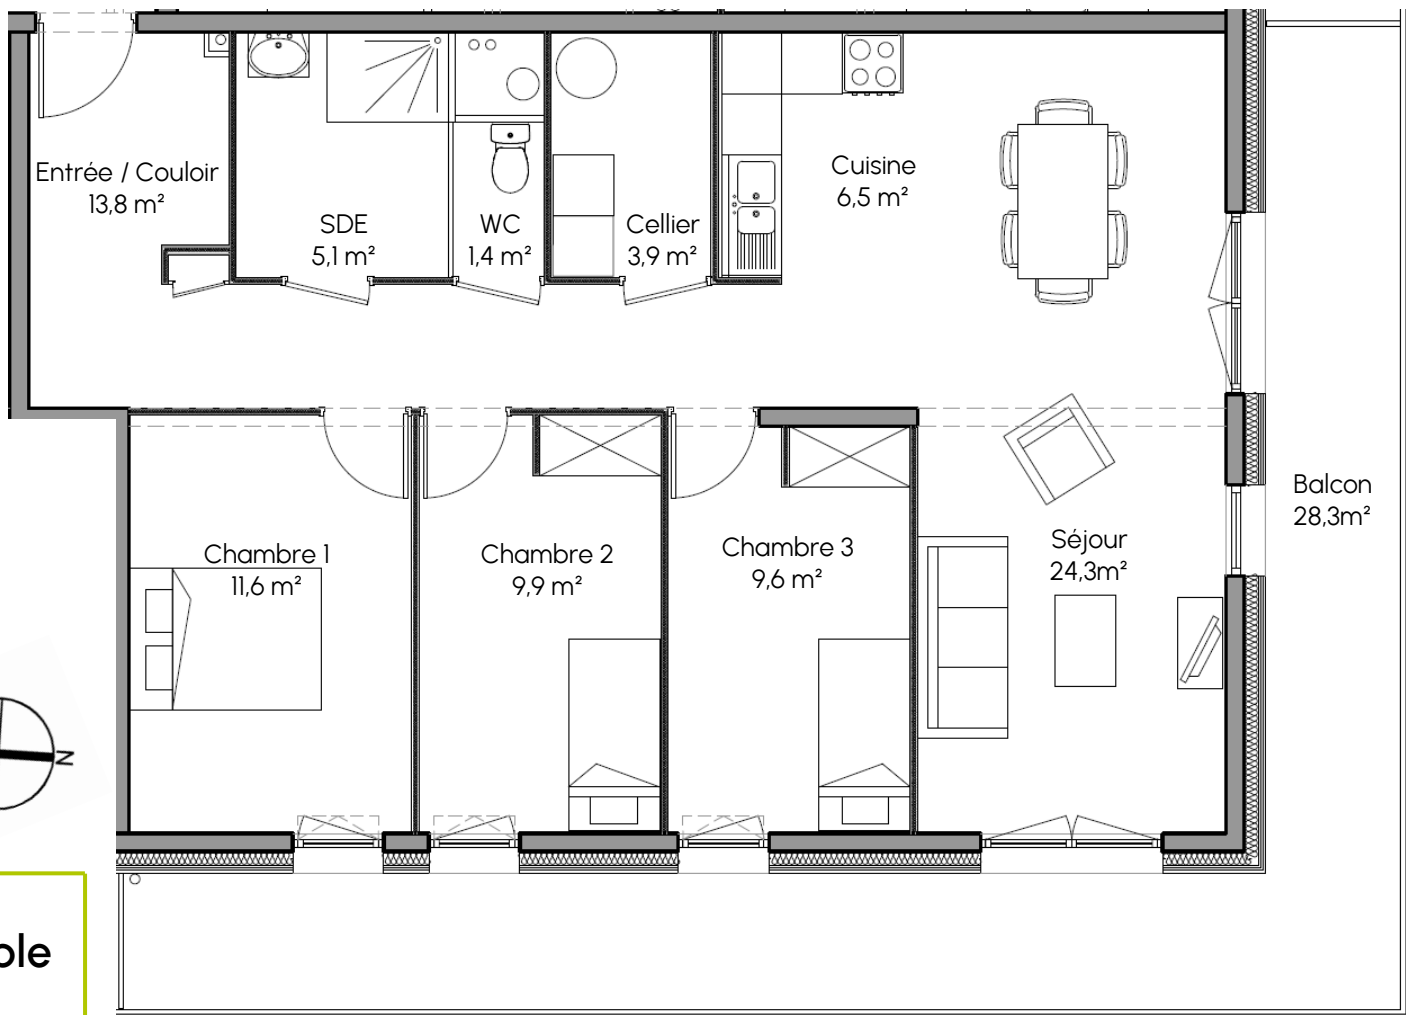 Entrée / Couloir
13,8 m²
SDE
5,1 m²
WC
1,4 m²
Cellier
3,9 m²
Cuisine
6,5 m²
Balcon
28,3m²
Chambre 1
11,6 m²
Chambre 2
9,9 m²
Chambre 3
9,6 m²
Séjour
24,3m²
N
ole